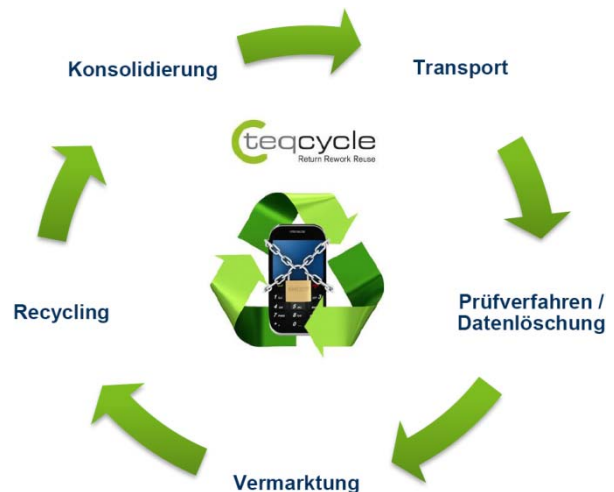 Konsolidierung
Transport
teqcycle
Return Rework Reuse
Prüfverfahren /
Datenlöschung
Recycling
Vermarktung